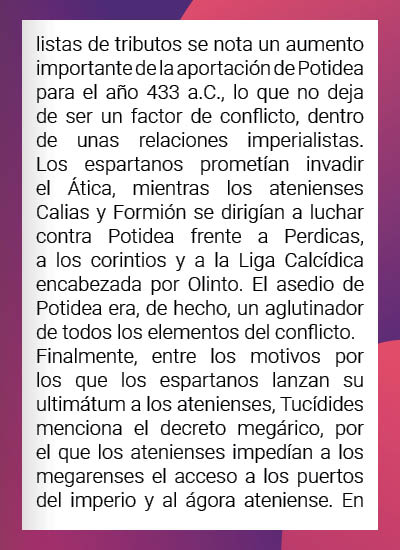 listas de tributos se nota un aumento
importante de la aportación de Potidea
para el año 433 a.C., lo que no deja
de ser un factor de conflicto, dentro
de unas relaciones imperialistas.
Los espartanos prometían invadir
el Ática, mientras los atenienses
Calias y Formión se dirigían a luchar
contra Potidea frente a Perdicas,
a los corintios y a la Liga Calcídica
encabezada por Olinto. El asedio de
Potidea era, de hecho, un aglutinador
de todos los elementos del conflicto.
Finalmente, entre los motivos por
los que los espartanos lanzan su
ultimátum a los atenienses, Tucídides
menciona el decreto megárico, por
el que los atenienses impedían a los
megarenses el acceso a los puertos
del imperio y al ágora ateniense. En